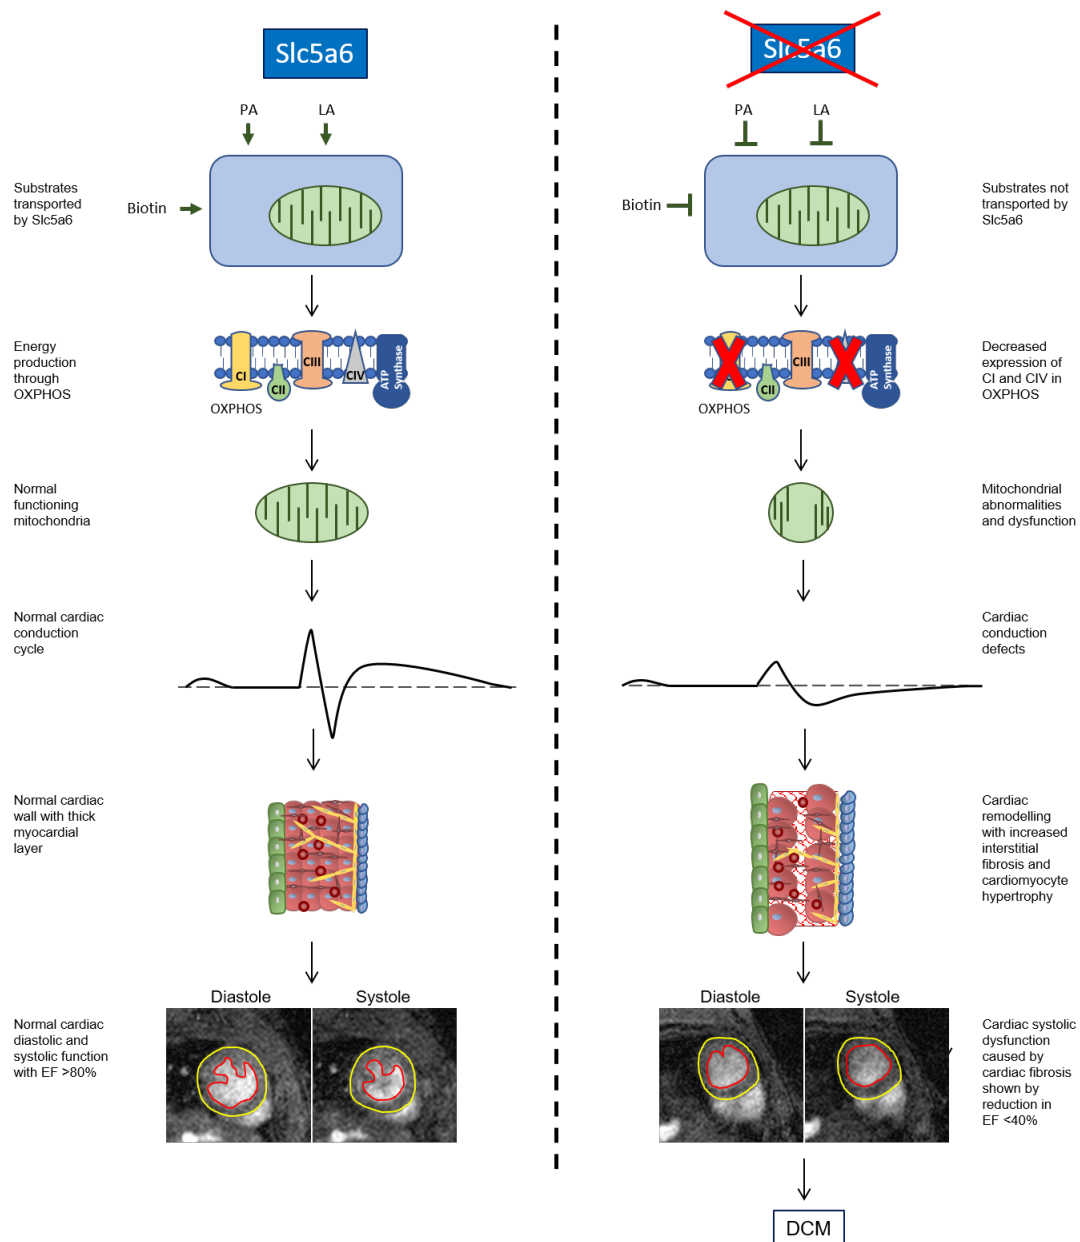 Slc5a6
PA
LA
Substrates
transported
by Slc5a6
Biotin
Energy
production
through
OXPHOS
CI
CII
CIII
CIV
ATP
Synthase
OXPHOS
Normal
functioning
mitochondria
Normal cardiac
conduction
cycle
Normal cardiac
wall with thick
myocardial
layer
Diastole
Systole
Normal cardiac
diastolic and
systolic function
with EF >80%
Slc5a6
PA
LA
Biotin
Substrates not
transported by
Slc5a6
CII
CIII
ATP
Synthase
OXPHOS
Decreased
expression of
CI and CIV in
OXPHOS
Mitochondrial
abnormalities
and dysfunction
Cardiac
conduction
defects
Cardiac
remodelling
with increased
interstitial
fibrosis and
cardiomyocyte
hypertrophy
Diastole
Systole
Cardiac systolic
dysfunction
caused by
cardiac fibrosis
shown by
reduction in
EF <40%
DCM